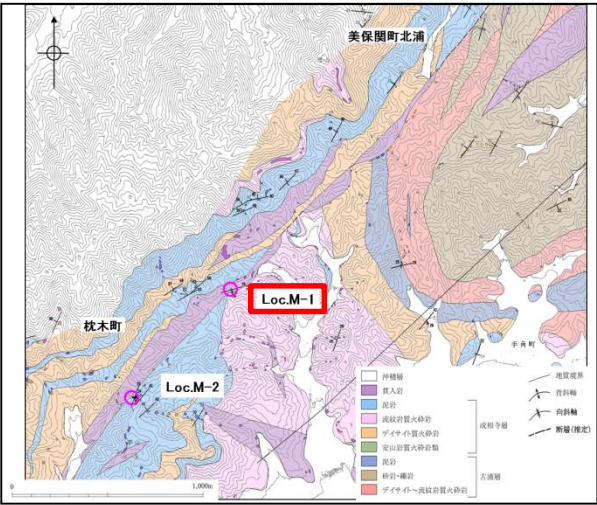 美保関町北浦
Loc.M-1
枕木町
手角町
Loc.M-2
沖積層
貫入岩
泥岩
流紋岩質火砕岩
デイサイト質火砕岩
安山岩質火砕岩類
成相寺層
泥岩
砂岩・礫岩
デイサイト～流紋岩質火砕岩
古浦層
地質境界
背斜軸
向斜軸
断層(推定)
0
1,000m